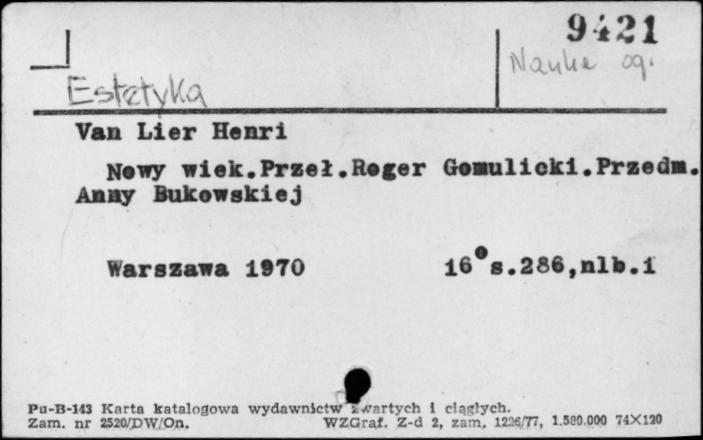 9421
Nauka og.
Estetyka
Van Lier Henri
Nowy wiek.Przeł.Roger Gomulicki.Przedm.
Anny Bukowskiej
Warszawa 1970 16° s.286,nlb.1
Pu-B-143 Karta katalogowa wydawnictw zwartych i ciągłych.
Zam. nr 2520/DW/On. WZGraf. Z-d 2, zam. 1226/77, 1.580.000 74X120